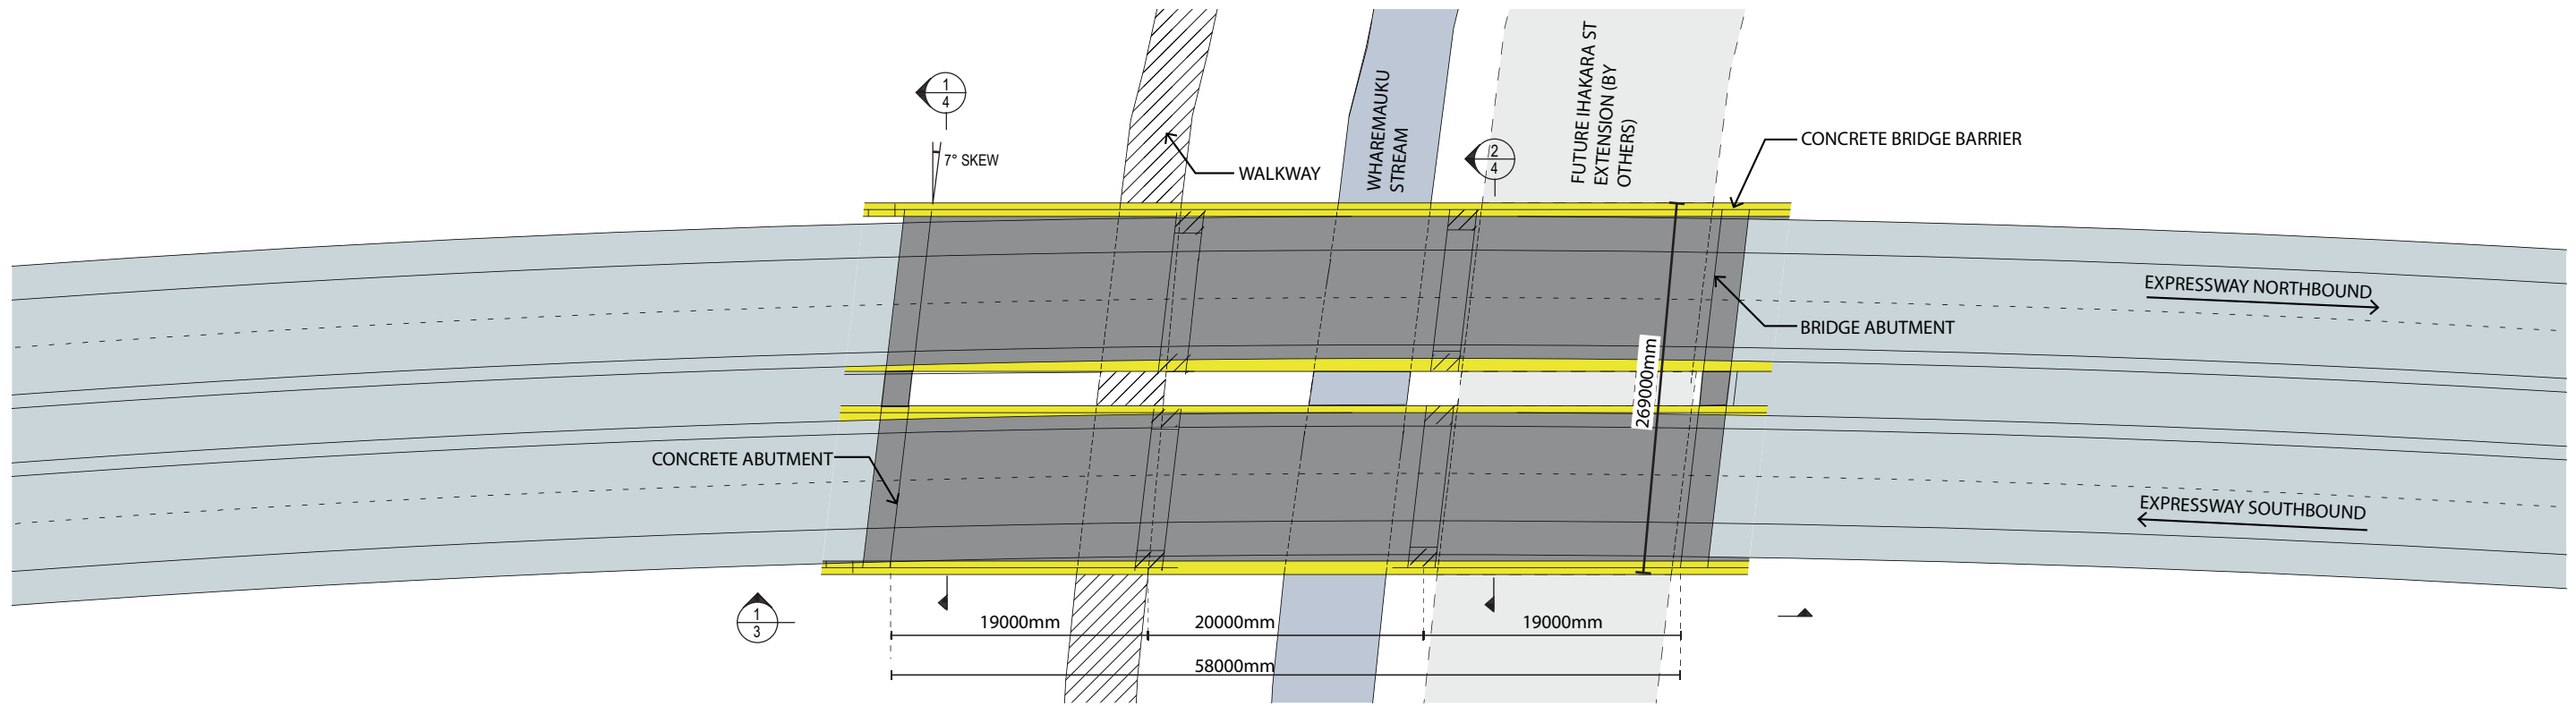 1
4
7° SKEW
WALKWAY
WHAREMAUKU
STREAM
2
4
FUTURE IHAKARA ST
EXTENSION (BY
OTHERS)
CONCRETE BRIDGE BARRIER
EXPRESSWAY NORTHBOUND
BRIDGE ABUTMENT
269000mm
CONCRETE ABUTMENT
EXPRESSWAY SOUTHBOUND
1
3
19000mm
20000mm
19000mm
58000mm